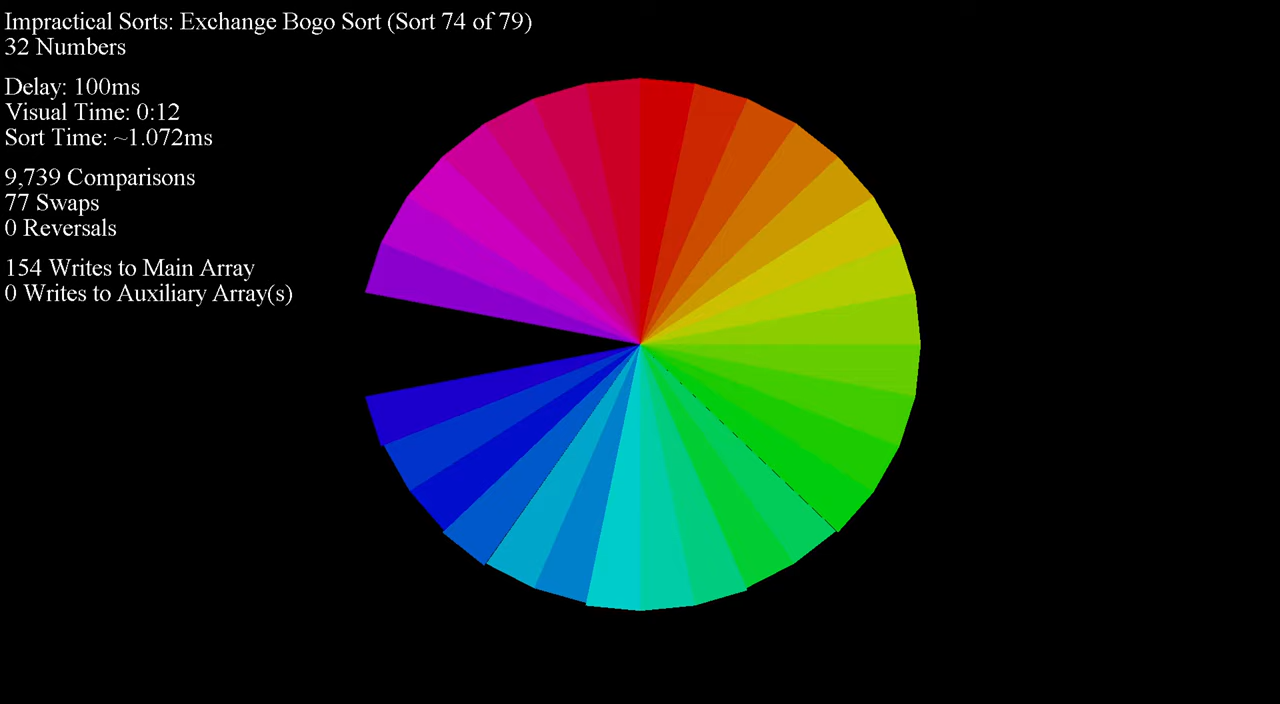 Impractical Sorts: Exchange Bogo Sort (Sort 74 of 79)
32 Numbers
Delay: 100ms
Visual Time: 0:12
Sort Time: ~1.072ms
9,739 Comparisons
77 Swaps
0 Reversals
154 Writes to Main Array
0 Writes to Auxiliary Array(s)